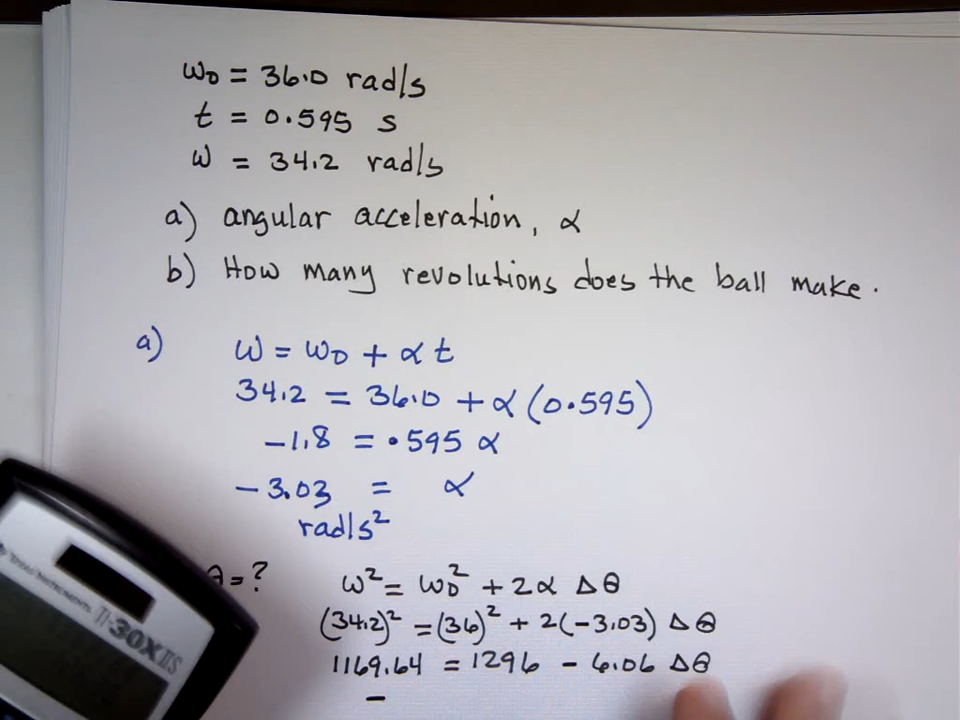 ω₀ = 36.0 rad/s
t = 0.595 s
ω = 34.2 rad/s
a) angular acceleration, α
b) How many revolutions does the ball make.
a) ω = ω₀ + αt
34.2 = 36.0 + α(0.595)
-1.8 = .595 α
-3.03 = α
rad/s²
θ = ? ω² = ω₀² + 2α Δθ
(34.2)² = (36)² + 2(-3.03) Δθ
1169.64 = 1296 - 6.06 Δθ
-
TEXAS INSTRUMENTS
TI-30X IIS